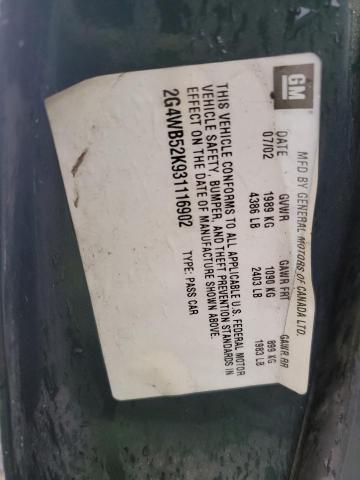 GM
MFD BY GENERAL MOTORS OF CANADA LTD.
DATE GVWR GAWR FRT GAWR RR
07/02 1989 KG 1090 KG 899 KG
4386 LB 2403 LB 1983 LB
THIS VEHICLE CONFORMS TO ALL APPLICABLE U.S. FEDERAL MOTOR
VEHICLE SAFETY, BUMPER, AND THEFT PREVENTION STANDARDS IN
EFFECT ON THE DATE OF MANUFACTURE SHOWN ABOVE.
2G4WB52K931116902 TYPE: PASS CAR